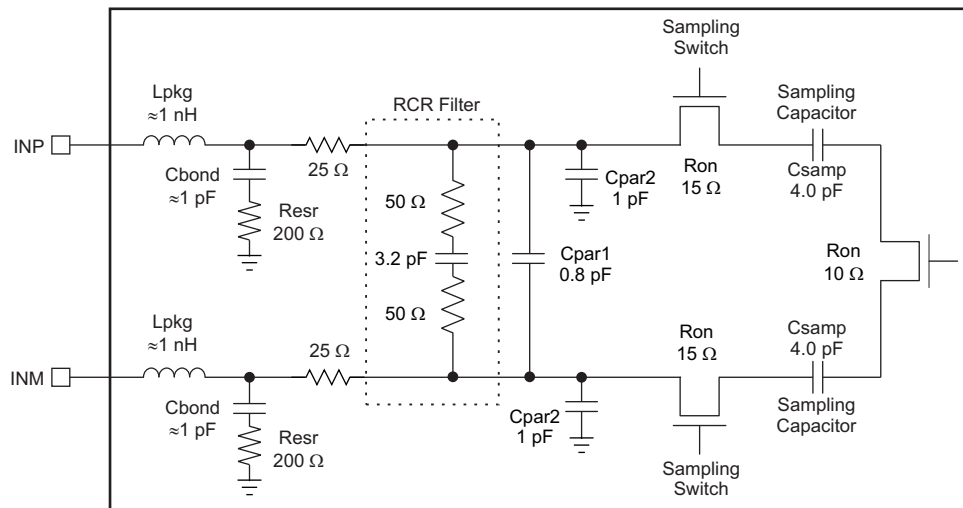 Sampling
Switch
Lpkg
≈1 nH
RCR Filter
Sampling
Capacitor
INP
25 Ω
Cbond
≈1 pF
Resr
200 Ω
50 Ω
3.2 pF
50 Ω
Cpar1
0.8 pF
Cpar2
1 pF
Ron
15 Ω
Csamp
4.0 pF
Ron
10 Ω
Lpkg
≈1 nH
25 Ω
Ron
15 Ω
Csamp
4.0 pF
INM
Cbond
≈1 pF
Resr
200 Ω
Cpar2
1 pF
Sampling
Capacitor
Sampling
Switch